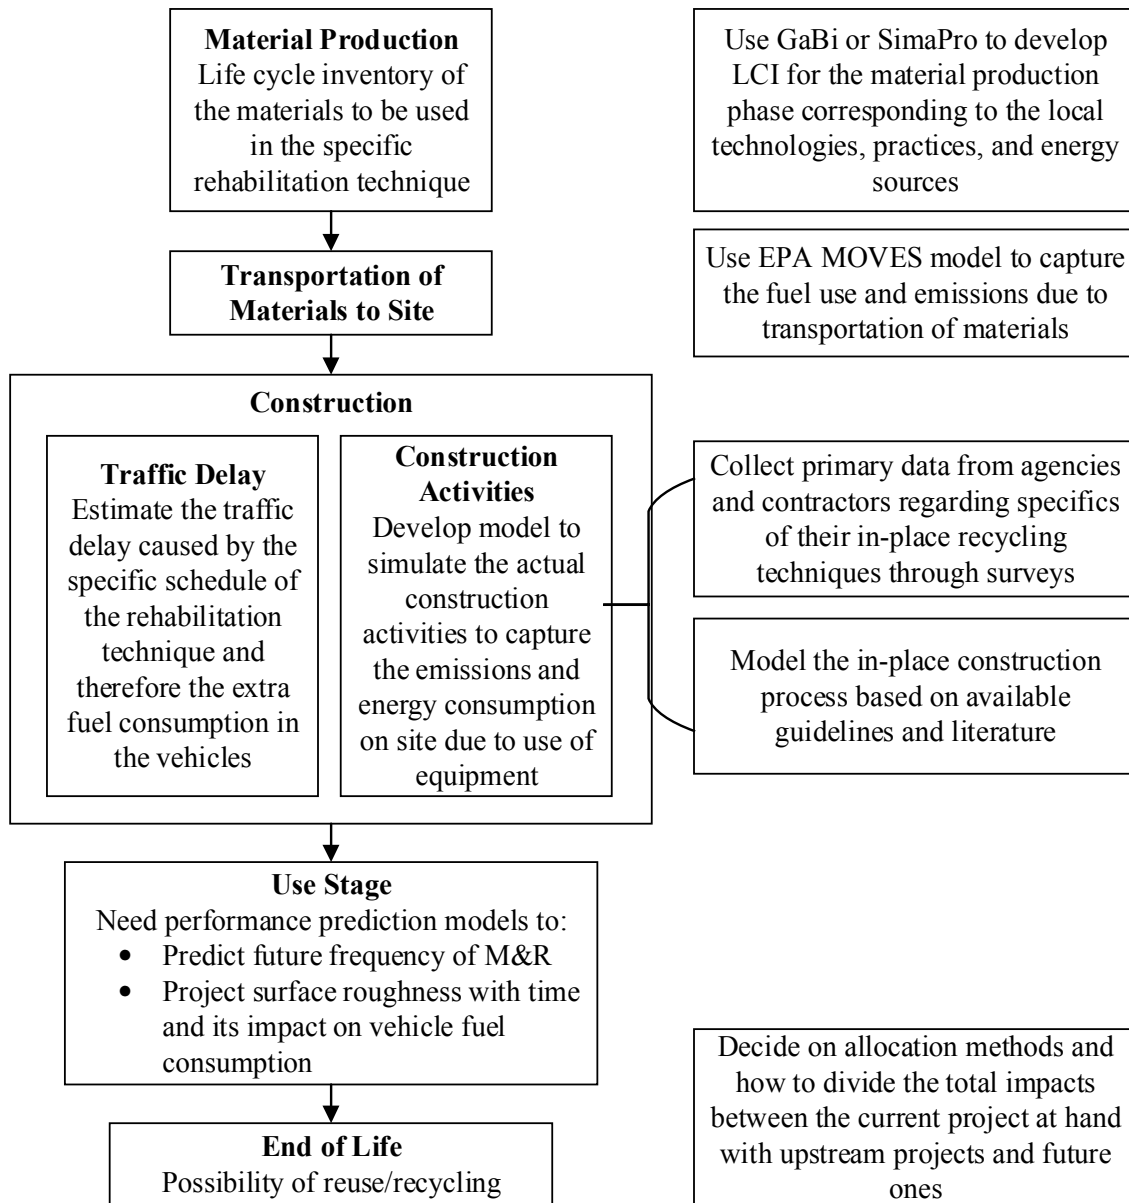 Material Production
Life cycle inventory of
the materials to be used
in the specific
rehabilitation technique
Use GaBi or SimaPro to develop
LCI for the material production
phase corresponding to the local
technologies, practices, and energy
sources
Transportation of
Materials to Site
Use EPA MOVES model to capture
the fuel use and emissions due to
transportation of materials
Construction
Traffic Delay
Estimate the traffic
delay caused by the
specific schedule of
the rehabilitation
technique and
therefore the extra
fuel consumption in
the vehicles
Construction
Activities
Develop model to
simulate the actual
construction
activities to capture
the emissions and
energy consumption
on site due to use of
equipment
Collect primary data from agencies
and contractors regarding specifics
of their in-place recycling
techniques through surveys
Model the in-place construction
process based on available
guidelines and literature
Use Stage
Need performance prediction models to:
• Predict future frequency of M&R
• Project surface roughness with time
and its impact on vehicle fuel
consumption
End of Life
Possibility of reuse/recycling
Decide on allocation methods and
how to divide the total impacts
between the current project at hand
with upstream projects and future
ones